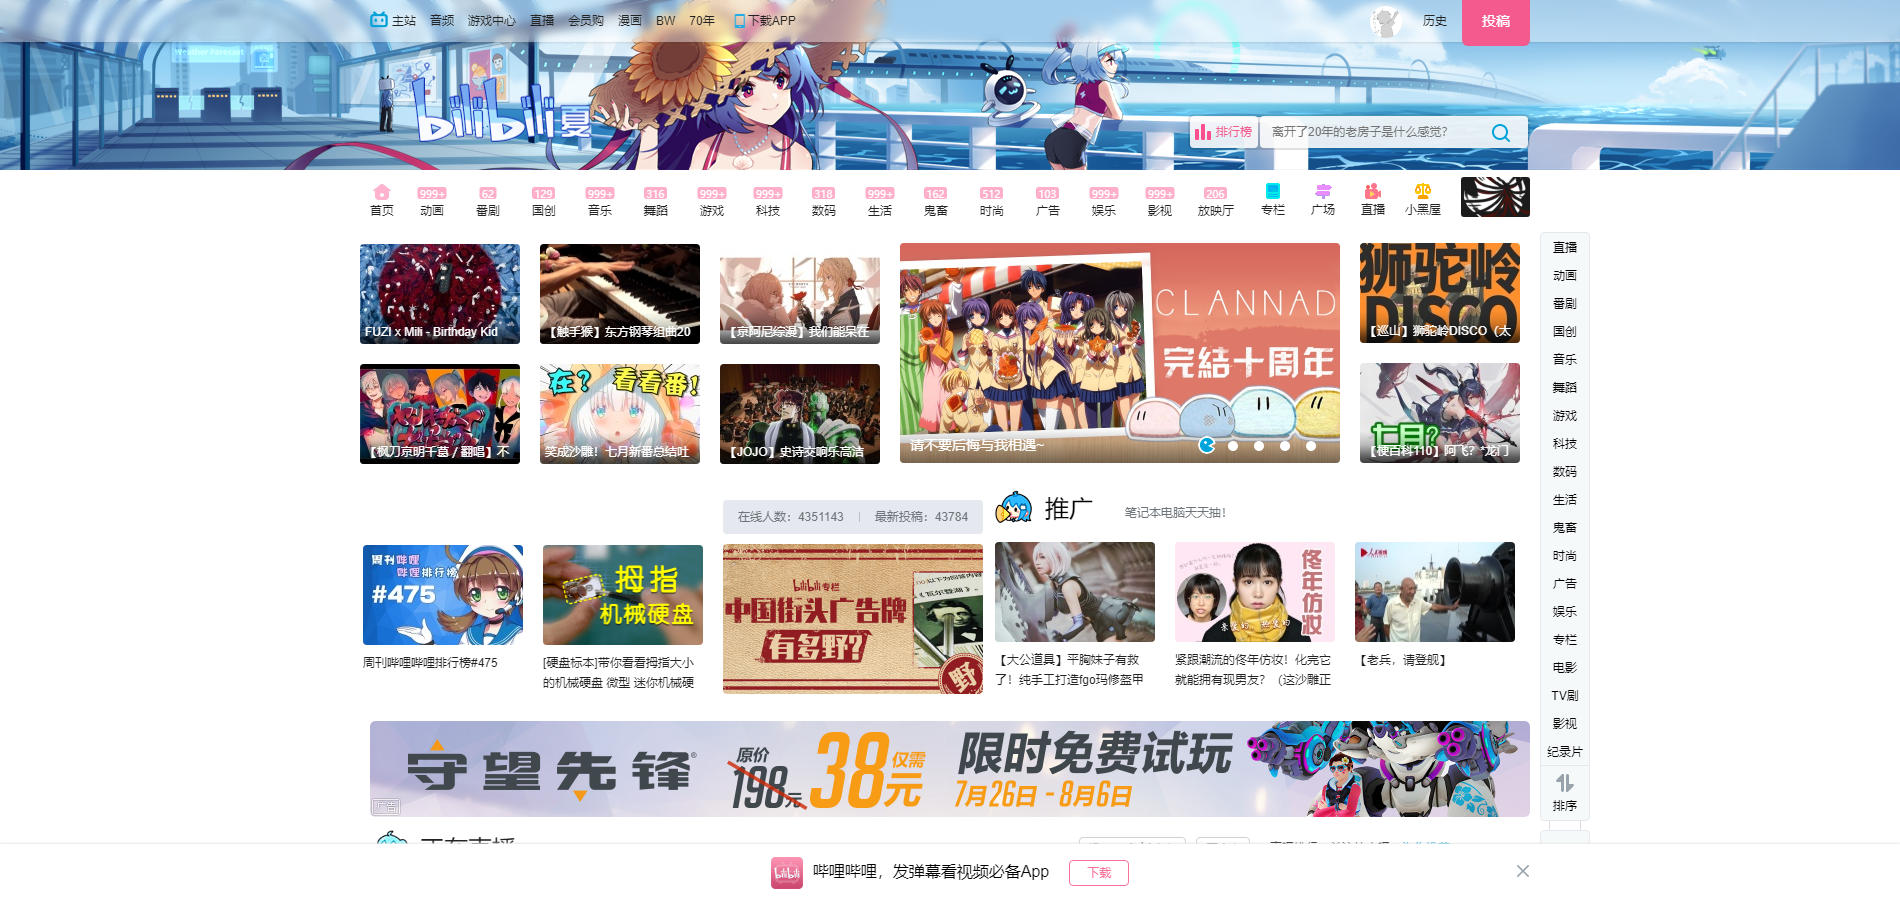 主站 音频 游戏中心 直播 会员购 漫画 BW 70年 下载APP
历史 投稿
Weather Forecast
bilibili夏
排行榜 离开了20年的老房子是什么感觉?
999+ 62 129 999+ 316 999+ 999+ 318 999+ 162 512 103 999+ 999+ 206
首页 动画 番剧 国创 音乐 舞蹈 游戏 科技 数码 生活 鬼畜 时尚 广告 娱乐 影视 放映厅 专栏 广场 直播 小黑屋
FUZI x Mili - Birthday Kid
【触手猴】东方钢琴组曲20
【京阿尼综漫】我们能呆在
CLANNAD
完結十周年
请不要后悔与我相遇~
狮驼岭
DISCO
【巡山】狮驼岭DISCO（太
【枫刀京明千墓 / 翻唱】不
在？ 看看番！
笑成沙雕！七月新番总结吐
【JOJO】史诗交响乐高洁
七月?
【梗百科110】阿飞？*龙门
在线人数：4351143 最新投稿：43784
推广 笔记本电脑天天抽！
周刊哔哩
哔哩排行榜
#475
周刊哔哩哔哩排行榜#475
拇指
机械硬盘
[硬盘标本]带你看看拇指大小
的机械硬盘 微型 迷你机械硬
bilibili专栏
中国街头广告牌
有多野？
野
【大公道具】平胸妹子有救
了！纯手工打造fgo玛修盔甲
佟年仿妆
紧跟潮流的佟年仿妆！化完它
就能拥有现男友？（这沙雕正
【老兵，请登舰】
守望先锋®
原价
198元
38元 仅需
限时免费试玩
7月26日 - 8月6日
广告
正在直播
直播
动画
番剧
国创
音乐
舞蹈
游戏
科技
数码
生活
鬼畜
时尚
广告
娱乐
专栏
电影
TV剧
影视
纪录片
排序
bilibili
哔哩哔哩，发弹幕看视频必备App 下载